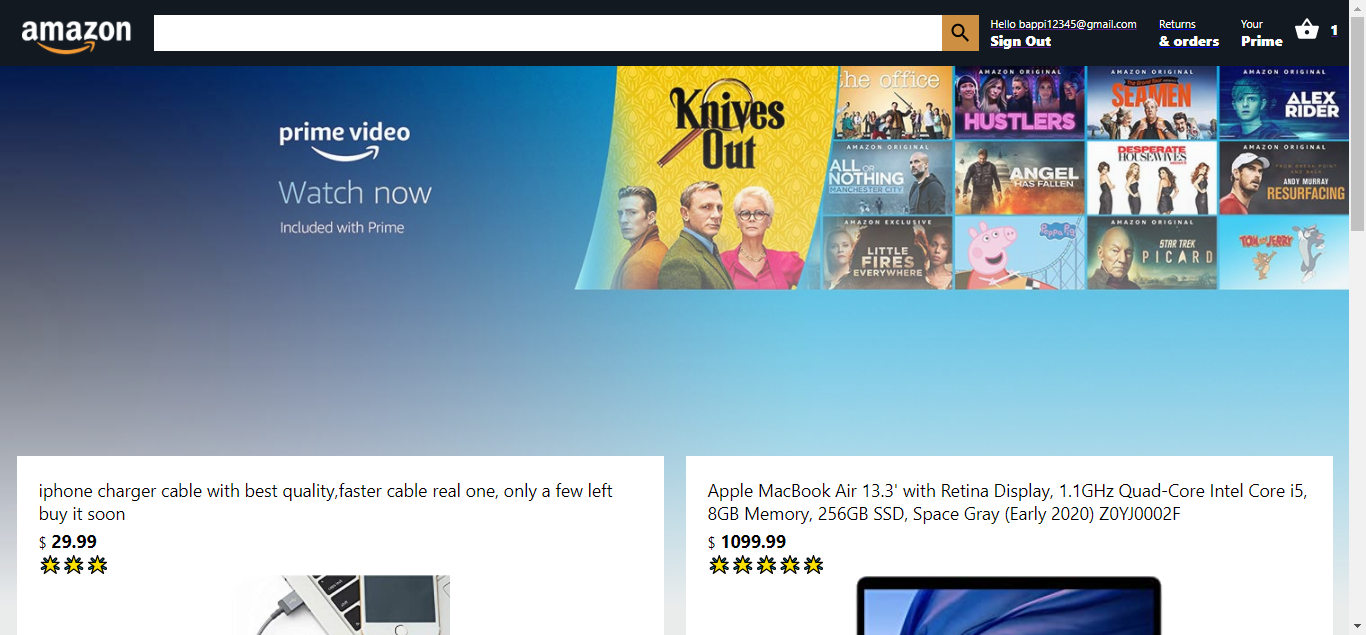 amazon
Hello bappi12345@gmail.com
Sign Out
Returns
& orders
Your
Prime
1
prime video
Watch now
Included with Prime
Knives
Out
the office
AMAZON ORIGINAL
HUSTLERS
AMAZON ORIGINAL
SEAMEN
AMAZON ORIGINAL
ALEX
RIDER
AMAZON ORIGINAL
ALL OR
NOTHING
MANCHESTER CITY
ANGEL
HAS FALLEN
DESPERATE
HOUSEWIVES
AMAZON ORIGINAL
ANDY MURRAY
RESURFACING
AMAZON EXCLUSIVE
LITTLE
FIRES
EVERYWHERE
Peppa Pig
AMAZON ORIGINAL
STAR TREK
PICARD
TOM and JERRY
iphone charger cable with best quality,faster cable real one, only a few left
buy it soon
$ 29.99
Apple MacBook Air 13.3' with Retina Display, 1.1GHz Quad-Core Intel Core i5,
8GB Memory, 256GB SSD, Space Gray (Early 2020) Z0YJ0002F
$ 1099.99